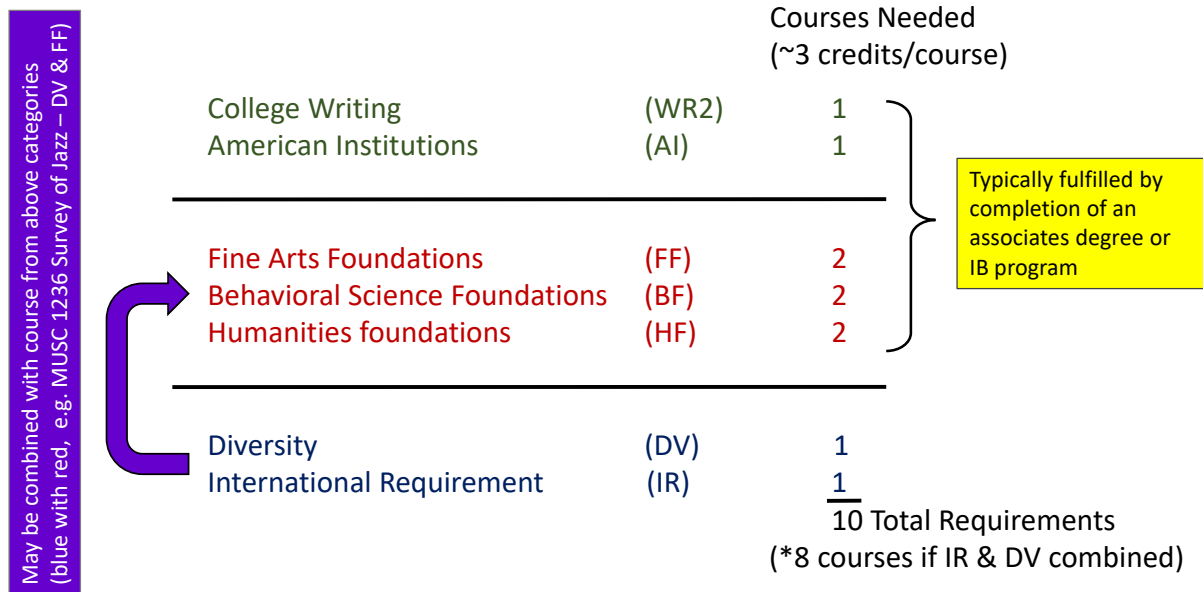 May be combined with course from above categories
(blue with red, e.g. MUSC 1236 Survey of Jazz – DV & FF)
Courses Needed
(~3 credits/course)
College Writing (WR2) 1
American Institutions (AI) 1
Typically fulfilled by
completion of an
associates degree or
IB program
Fine Arts Foundations (FF) 2
Behavioral Science Foundations (BF) 2
Humanities foundations (HF) 2
Diversity (DV) 1
International Requirement (IR) 1
10 Total Requirements
(*8 courses if IR & DV combined)